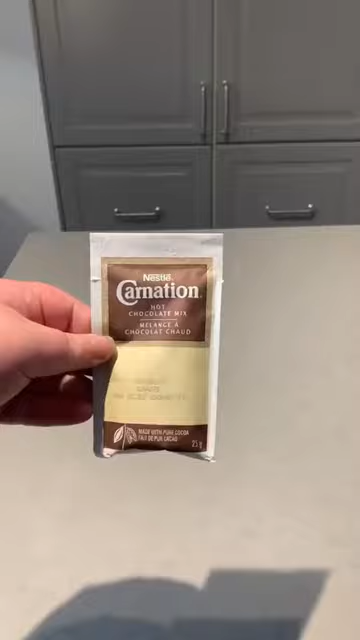 Nestlé
Carnation
HOT
CHOCOLATE MIX
MÉLANGE À
CHOCOLAT CHAUD
MADE WITH PURE COCOA
FAIT DE PUR CACAO
25 g